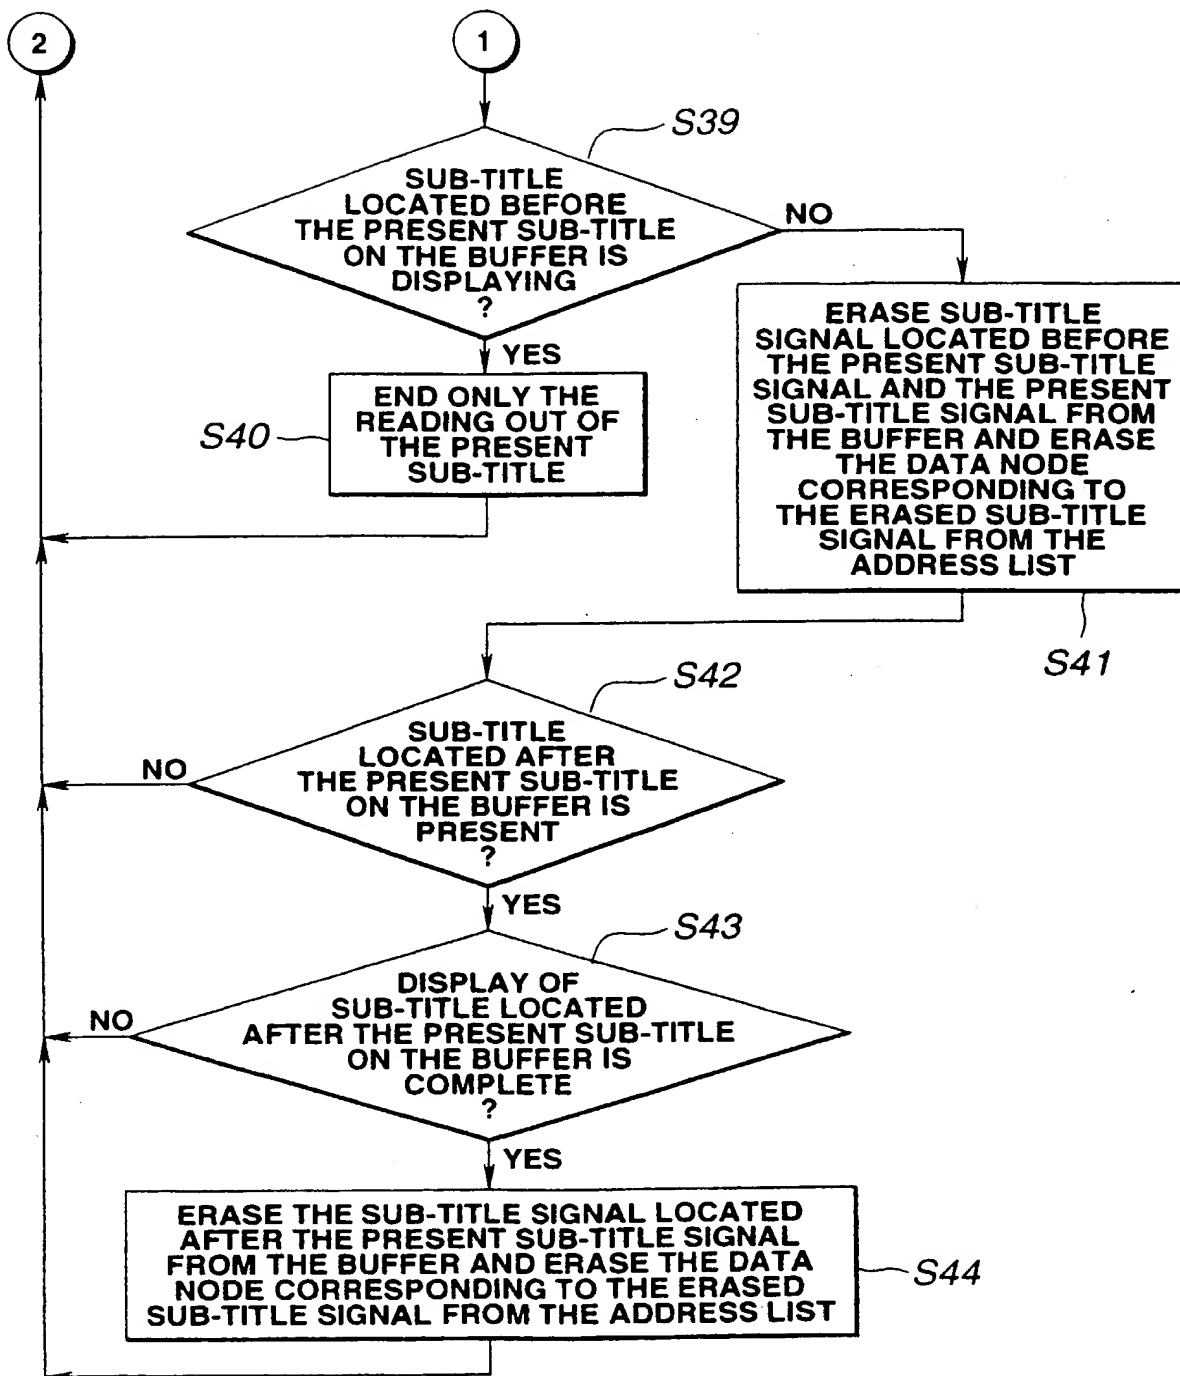 2
1
S39
SUB-TITLE
LOCATED BEFORE
THE PRESENT SUB-TITLE
ON THE BUFFER IS
DISPLAYING
?
NO
YES
END ONLY THE
READING OUT OF
THE PRESENT
SUB-TITLE
S40
ERASE SUB-TITLE
SIGNAL LOCATED BEFORE
THE PRESENT SUB-TITLE
SIGNAL AND THE PRESENT
SUB-TITLE SIGNAL FROM
THE BUFFER AND ERASE
THE DATA NODE
CORRESPONDING TO
THE ERASED SUB-TITLE
SIGNAL FROM THE
ADDRESS LIST
S41
S42
SUB-TITLE
LOCATED AFTER
THE PRESENT SUB-TITLE
ON THE BUFFER IS
PRESENT
?
NO
YES
S43
DISPLAY OF
SUB-TITLE LOCATED
AFTER THE PRESENT SUB-TITLE
ON THE BUFFER IS
COMPLETE
?
NO
YES
ERASE THE SUB-TITLE SIGNAL LOCATED
AFTER THE PRESENT SUB-TITLE SIGNAL
FROM THE BUFFER AND ERASE THE DATA
NODE CORRESPONDING TO THE ERASED
SUB-TITLE SIGNAL FROM THE ADDRESS LIST
S44